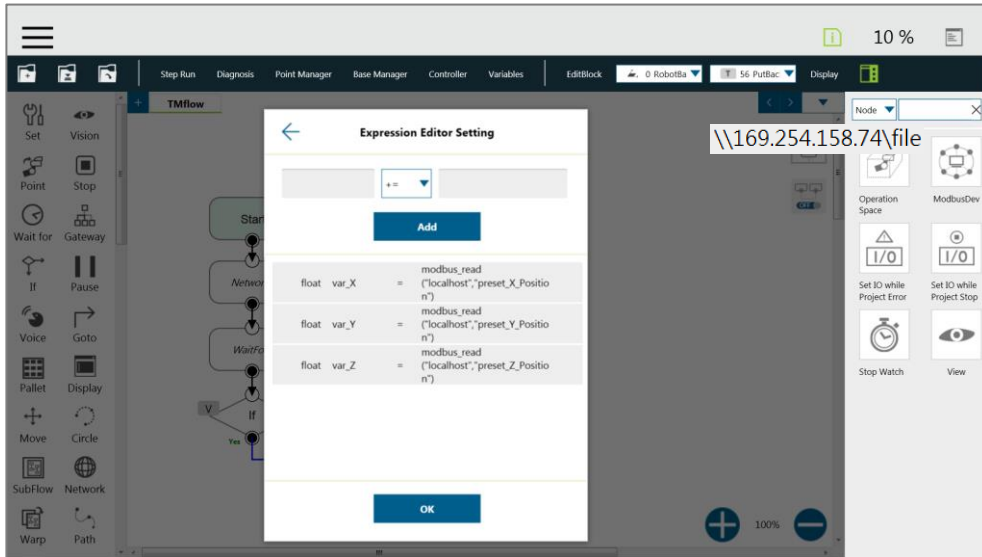 10 %
Step Run Diagnosis Point Manager Base Manager Controller Variables EditBlock 0 RobotBa T 56 PutBac Display
+ TMflow < >
Node
\\169.254.158.74\file
Set Vision
Point Stop
Wait for Gateway
If Pause
Voice Goto
Pallet Display
Move Circle
SubFlow Network
Warp Path
Star
Networ
WaitFo
V If
Yes
Expression Editor Setting
+=
Add
float var_X = modbus_read
("localhost","preset_X_Positio
n")
float var_Y = modbus_read
("localhost","preset_Y_Positio
n")
float var_Z = modbus_read
("localhost","preset_Z_Positio
n")
OK
OFF
100%
Operation
Space
ModbusDev
I/O I/O
Set IO while
Project Error
Set IO while
Project Stop
Stop Watch View